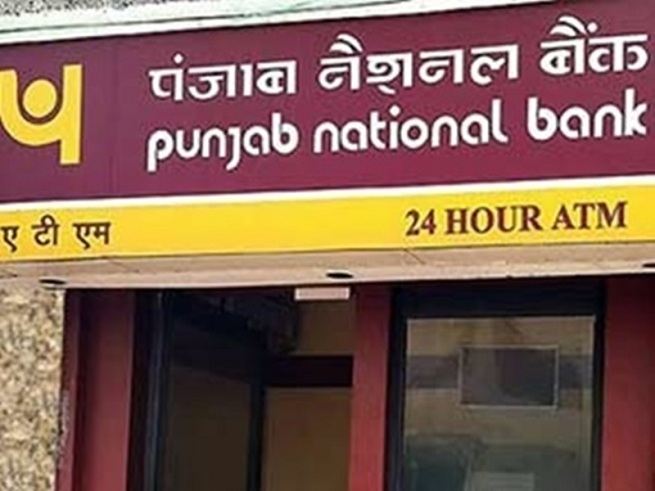 पंजाब नैशनल बैंक
punjab national bank
ए टी एम 24 HOUR ATM